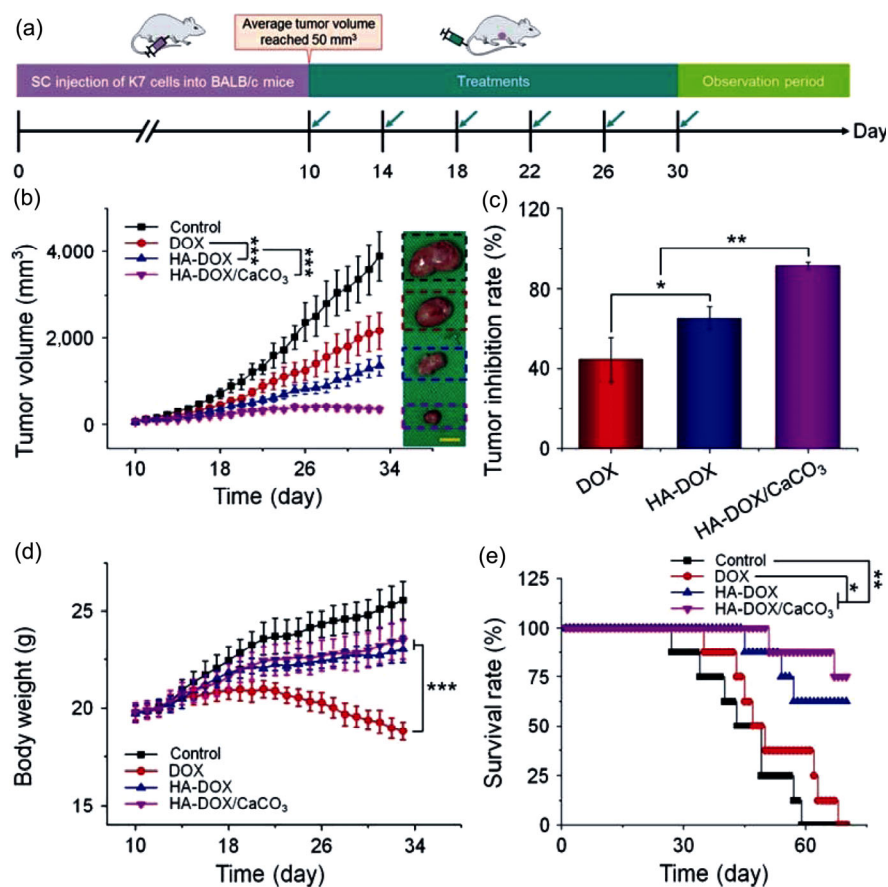 (a)
Average tumor volume
reached 50 mm³
SC injection of K7 cells into BALB/c mice
Treatments
Observation period
Day
0
10
14
18
22
26
30
(b)
Control
DOX
HA-DOX
HA-DOX/CaCO₃
***
***
4,000
2,000
0
Tumor volume (mm³)
10
18
26
34
Time (day)
(c)
120
80
40
0
Tumor inhibition rate (%)
*
**
DOX
HA-DOX
HA-DOX/CaCO₃
(d)
25
20
15
Body weight (g)
***
Control
DOX
HA-DOX
HA-DOX/CaCO₃
10
18
26
34
Time (day)
(e)
Control
DOX
HA-DOX
HA-DOX/CaCO₃
*
**
100
75
50
25
0
Survival rate (%)
0
30
60
Time (day)